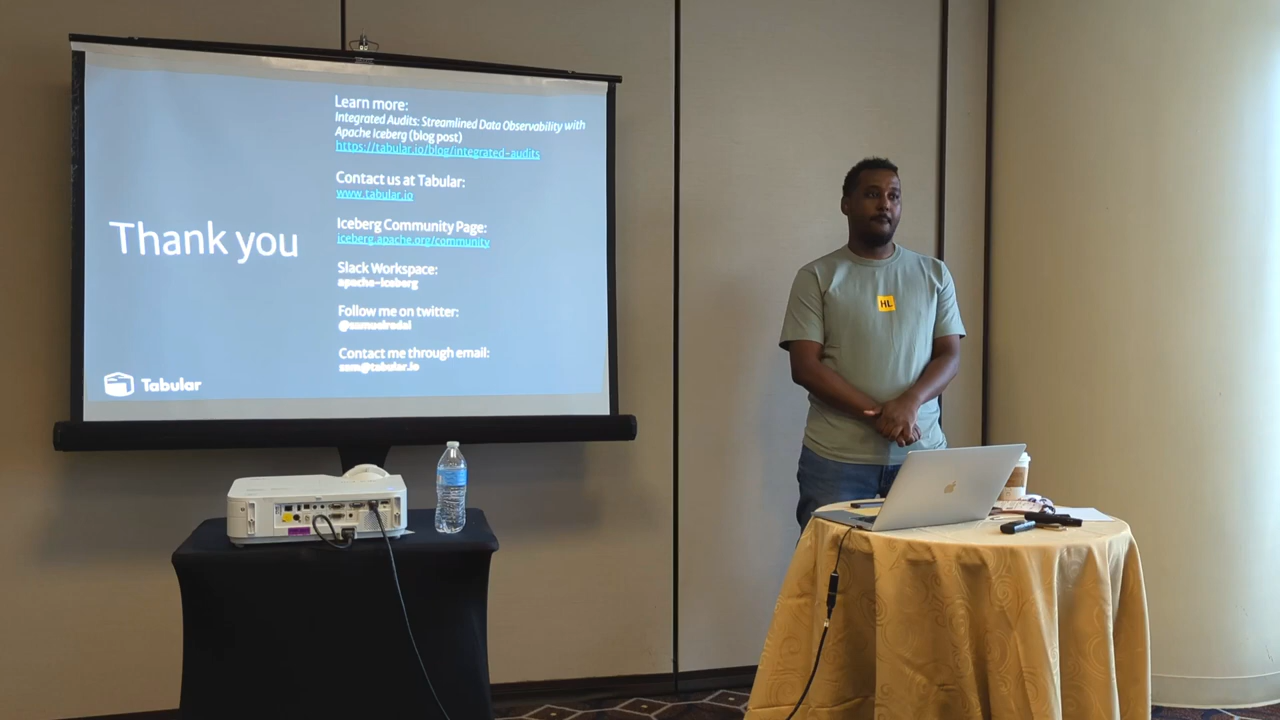 Thank you
Learn more:
Integrated Audits: Streamlined Data Observability with
Apache Iceberg (blog post)
https://tabular.io/blog/integrated-audits
Contact us at Tabular:
www.tabular.io
Iceberg Community Page:
iceberg.apache.org/community
Slack Workspace:
apache-iceberg
Follow me on twitter:
@samuelredai
Contact me through email:
sam@tabular.io
Tabular
HL